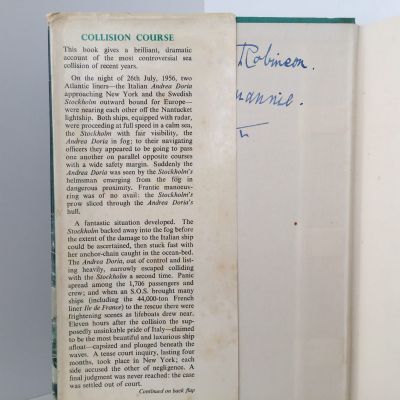 COLLISION COURSE
This book gives a brilliant, dramatic
account of the most controversial sea
collision of recent years.
On the night of 26th July, 1956, two
Atlantic liners—the Italian Andrea Doria
approaching New York and the Swedish
Stockholm outward bound for Europe—
were nearing each other off the Nantucket
lightship. Both ships, equipped with radar,
were proceeding at full speed in a calm sea,
the Stockholm with fair visibility, the
Andrea Doria in fog; to their navigating
officers they appeared to be going to pass
one another on parallel opposite courses
with a wide safety margin. Suddenly the
Andrea Doria was seen by the Stockholm's
helmsman emerging from the fog in
dangerous proximity. Frantic manoeuv-
ring was of no avail: the Stockholm's
prow sliced through the Andrea Doria's
hull.
A fantastic situation developed. The
Stockholm backed away into the fog before
the extent of the damage to the Italian ship
could be ascertained, then stuck fast with
her anchor-chain caught in the ocean-bed.
The Andrea Doria, out of control and list-
ing heavily, narrowly escaped colliding
with the Stockholm a second time. Panic
spread among the 1,706 passengers and
crew; and when an S.O.S. brought many
ships (including the 44,000-ton French
liner Ile de France) to the rescue there were
frightening scenes as lifeboats drew near.
Eleven hours after the collision the sup-
posedly unsinkable pride of Italy—claimed
to be the most beautiful and luxurious ship
afloat—capsized and plunged beneath the
waves. A tense court inquiry, lasting four
months, took place in New York; each
side accused the other of negligence. A
final judgment was never reached: the case
was settled out of court.
Continued on back flap
Robinson.